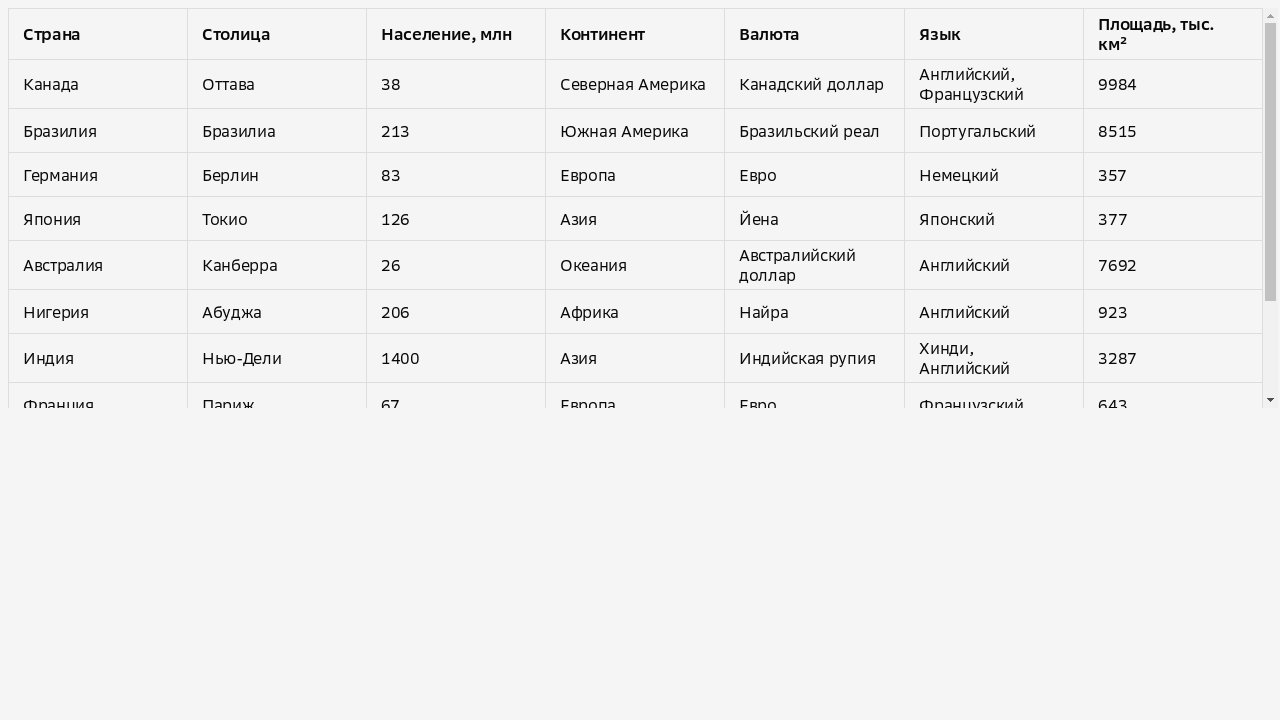 Страна Столица Население, млн Континент Валюта Язык Площадь, тыс. км²
Канада Оттава 38 Северная Америка Канадский доллар Английский, Французский 9984
Бразилия Бразилиа 213 Южная Америка Бразильский реал Португальский 8515
Германия Берлин 83 Европа Евро Немецкий 357
Япония Токио 126 Азия Йена Японский 377
Австралия Канберра 26 Океания Австралийский доллар Английский 7692
Нигерия Абуджа 206 Африка Найра Английский 923
Индия Нью-Дели 1400 Азия Индийская рупия Хинди, Английский 3287
Франция Париж 67 Европа Евро Французский 643